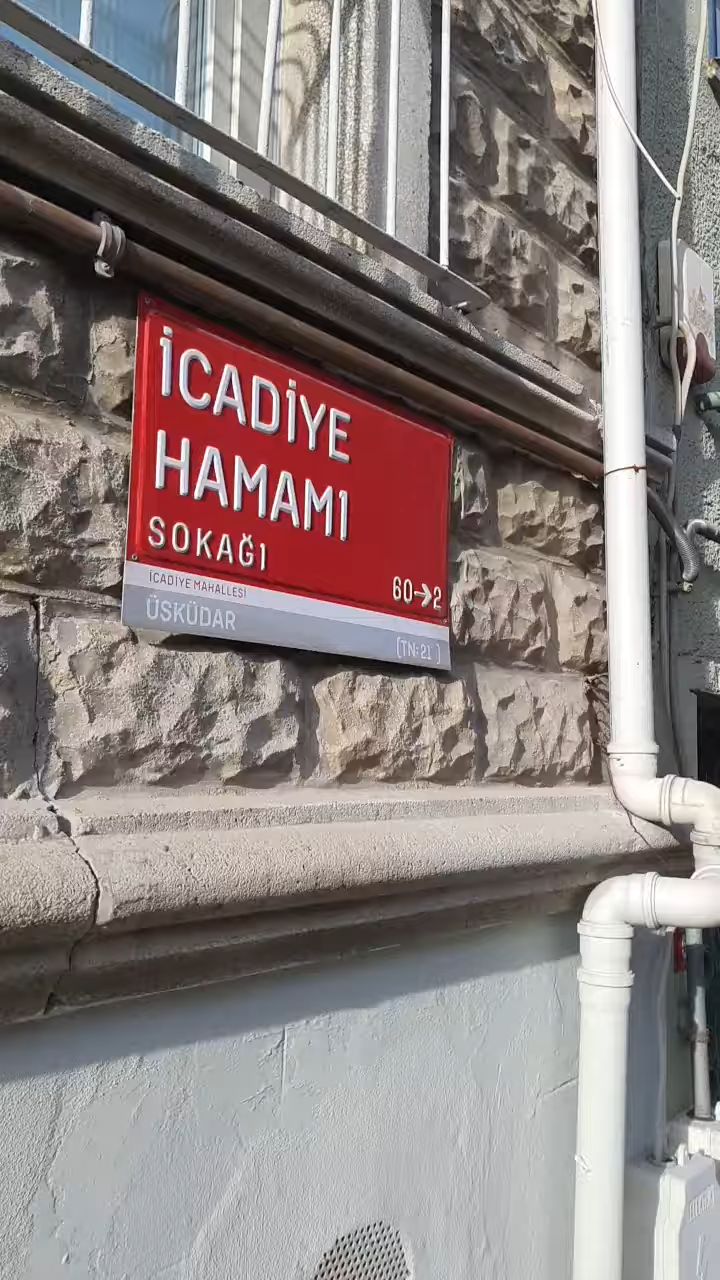 İCADİYE
HAMAMI
SOKAĞI
60→2
İCADİYE MAHALLESİ
ÜSKÜDAR
(TN:21 )